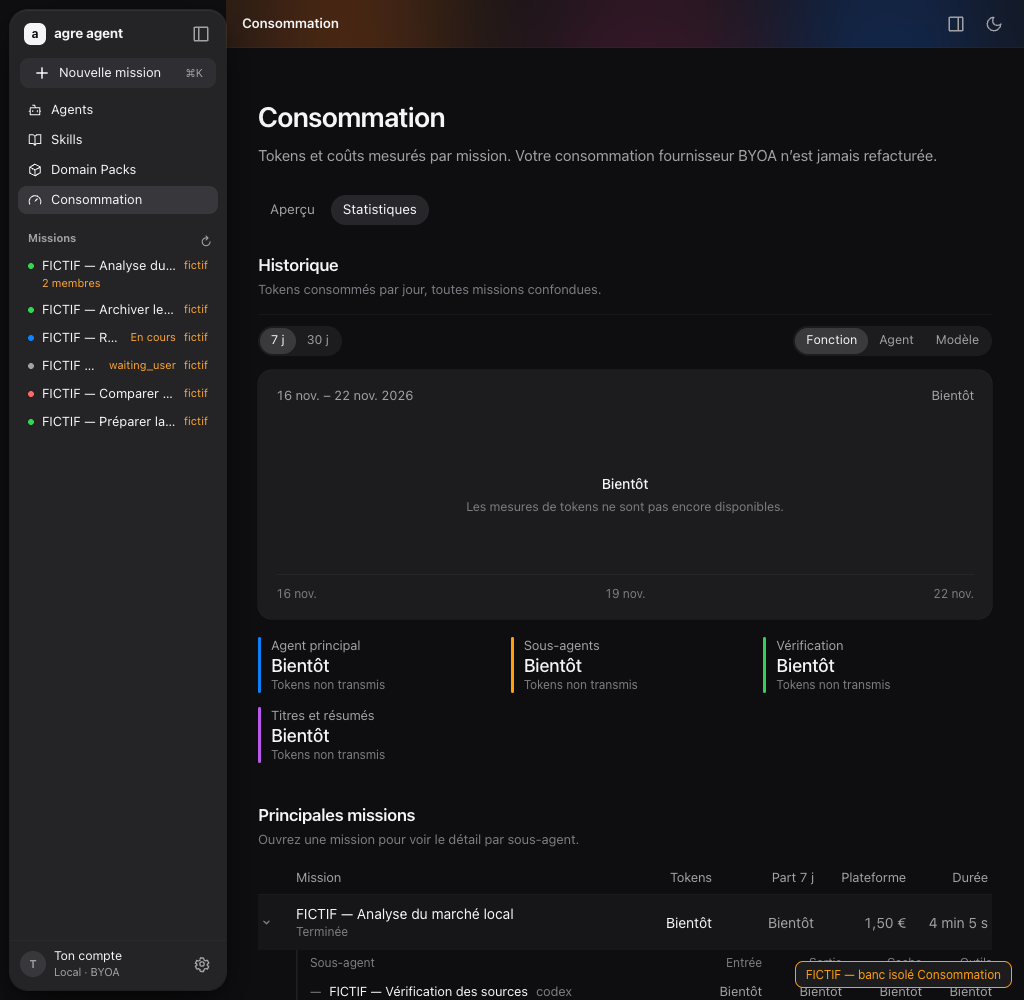 a agre agent
Nouvelle mission ⌘K
Agents
Skills
Domain Packs
Consommation
Missions
FICTIF — Analyse du... fictif
2 membres
FICTIF — Archiver le... fictif
FICTIF — R... En cours fictif
FICTIF ... waiting_user fictif
FICTIF — Comparer ... fictif
FICTIF — Préparer la... fictif
T Ton compte
Local · BYOA
Consommation
Consommation
Tokens et coûts mesurés par mission. Votre consommation fournisseur BYOA n’est jamais refacturée.
Aperçu Statistiques
Historique
Tokens consommés par jour, toutes missions confondues.
7 j 30 j Fonction Agent Modèle
16 nov. – 22 nov. 2026 Bientôt
Bientôt
Les mesures de tokens ne sont pas encore disponibles.
16 nov. 19 nov. 22 nov.
Agent principal
Bientôt
Tokens non transmis
Sous-agents
Bientôt
Tokens non transmis
Vérification
Bientôt
Tokens non transmis
Titres et résumés
Bientôt
Tokens non transmis
Principales missions
Ouvrez une mission pour voir le détail par sous-agent.
Mission Tokens Part 7 j Plateforme Durée
FICTIF — Analyse du marché local Bientôt Bientôt 1,50 € 4 min 5 s
Terminée
Sous-agent Entrée Sortie Cache Outils
— FICTIF — Vérification des sources codex Bientôt Bientôt Bientôt Bientôt
FICTIF — banc isolé Consommation